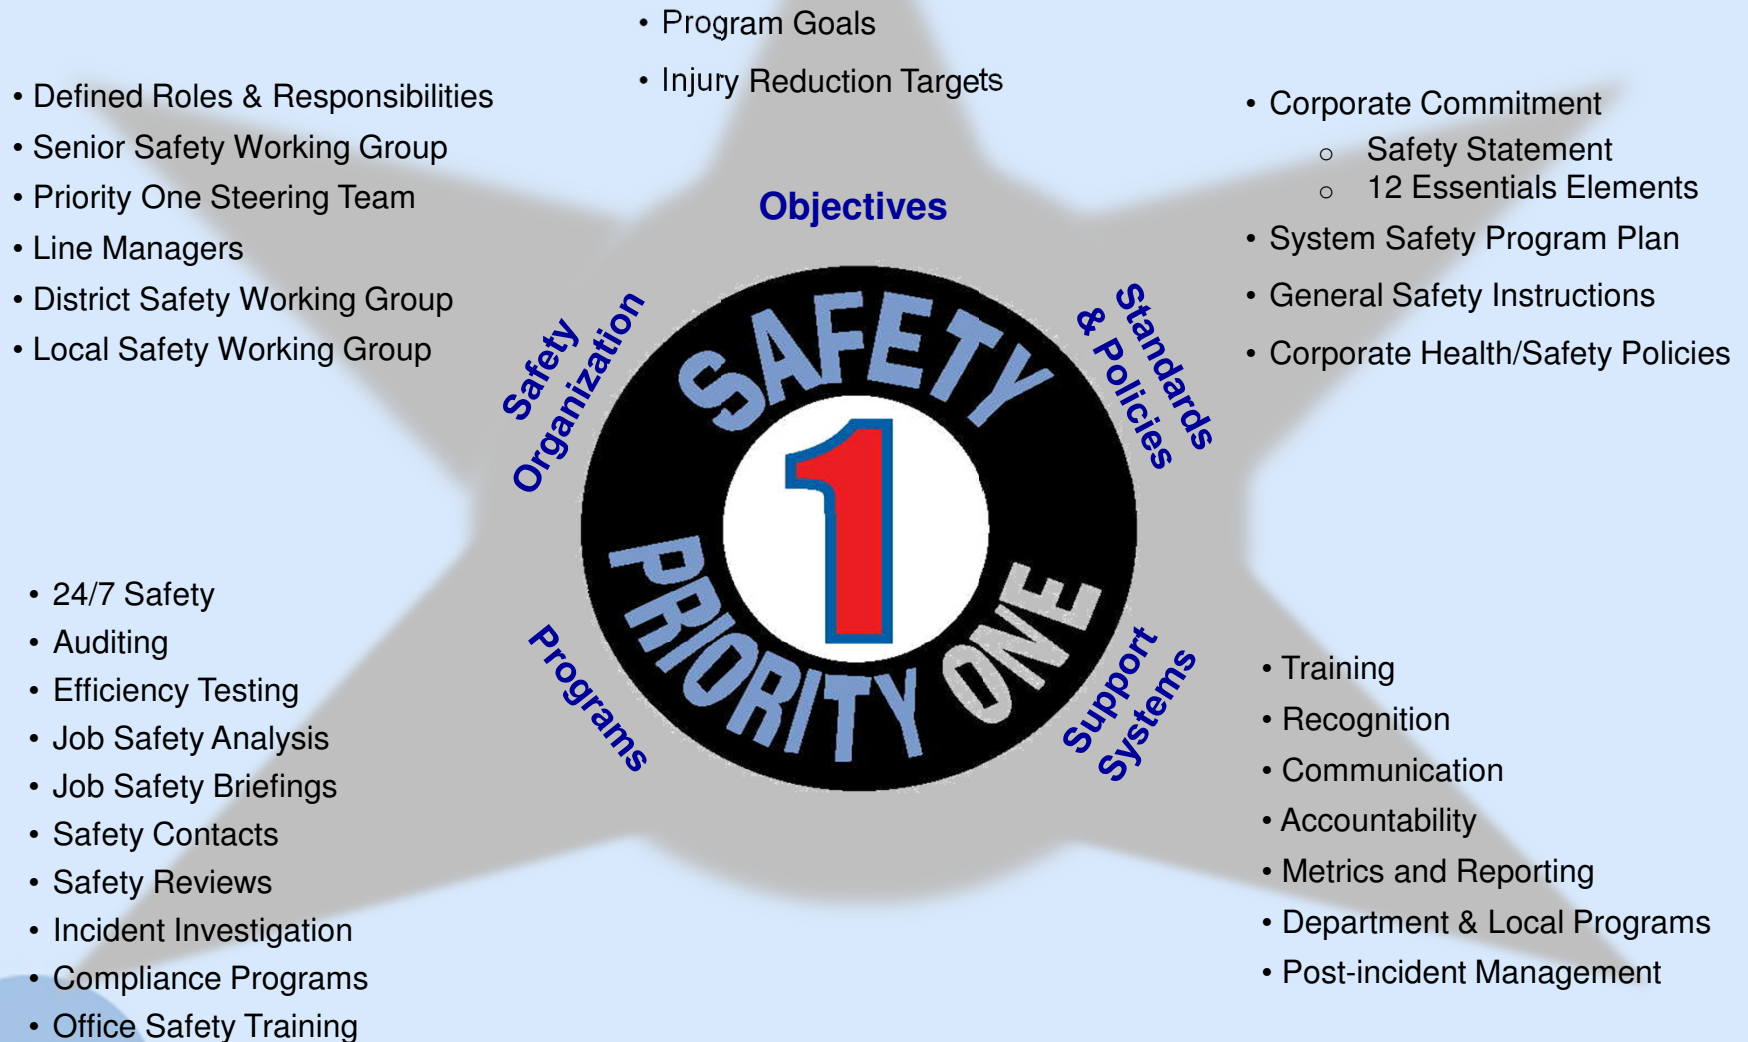 • Program Goals
• Injury Reduction Targets
• Defined Roles & Responsibilities
• Senior Safety Working Group
• Priority One Steering Team
• Line Managers
• District Safety Working Group
• Local Safety Working Group
• Corporate Commitment
o Safety Statement
o 12 Essentials Elements
• System Safety Program Plan
• General Safety Instructions
• Corporate Health/Safety Policies
Objectives
Safety
Organization
Standards
& Policies
SAFETY
1
PRIORITY ONE
Programs
Support
Systems
• 24/7 Safety
• Auditing
• Efficiency Testing
• Job Safety Analysis
• Job Safety Briefings
• Safety Contacts
• Safety Reviews
• Incident Investigation
• Compliance Programs
• Office Safety Training
• Training
• Recognition
• Communication
• Accountability
• Metrics and Reporting
• Department & Local Programs
• Post-incident Management